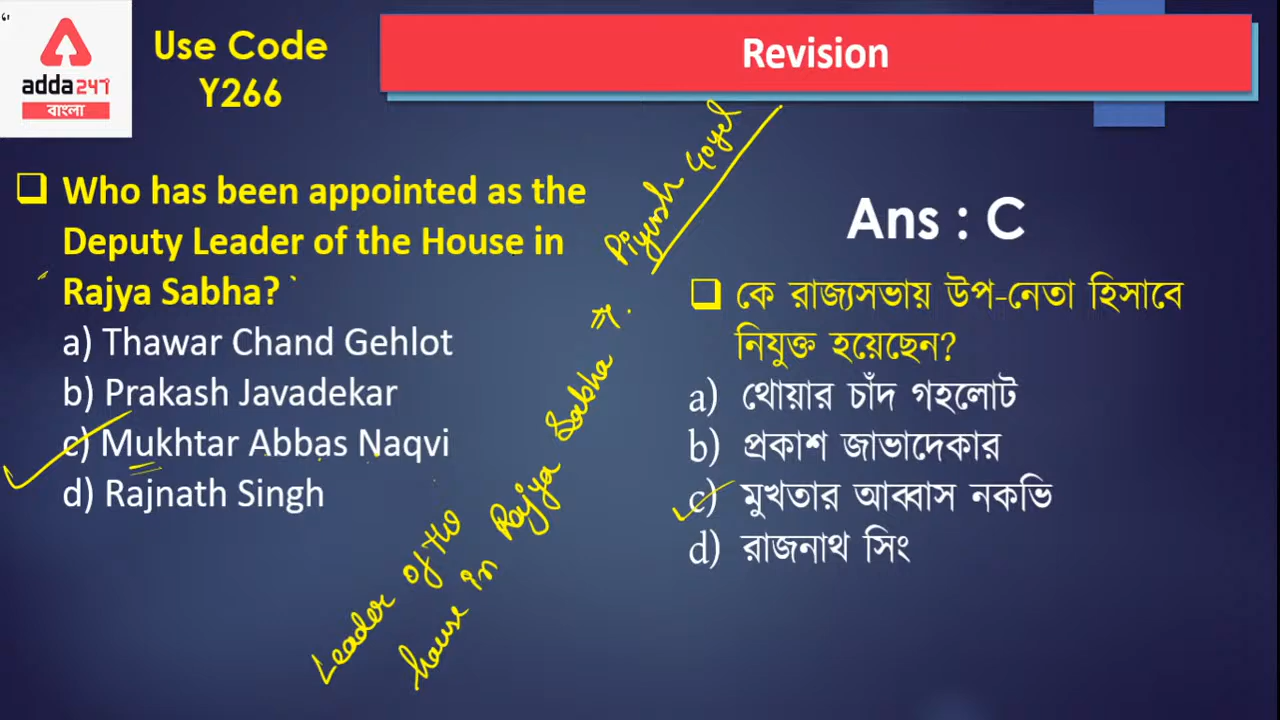 adda247
বাংলা
Use Code
Y266
Revision
Who has been appointed as the
Deputy Leader of the House in
Rajya Sabha?
a) Thawar Chand Gehlot
b) Prakash Javadekar
c) Mukhtar Abbas Naqvi
d) Rajnath Singh
Leader of the
house in Rajya Sabha
Piyush Goyel
Ans : C
কে রাজ্যসভায় উপ-নেতা হিসাবে
নিযুক্ত হয়েছেন?
a) থোয়ার চাঁদ গহলোট
b) প্রকাশ জাভাদেকার
c) মুখতার আব্বাস নকভি
d) রাজনাথ সিং